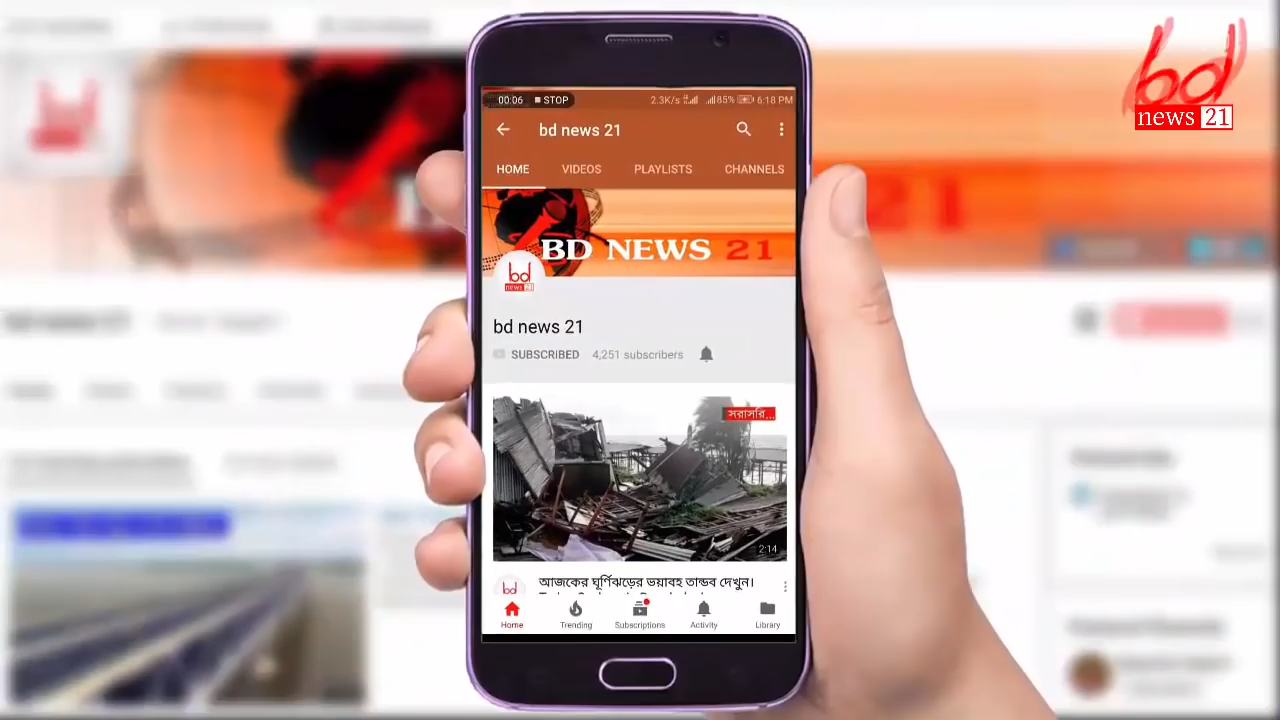 bd
news 21
00:06 STOP 2.3K/s 85% 6:18 PM
bd news 21
HOME VIDEOS PLAYLISTS CHANNELS
BD NEWS 21
bd
news 21
bd news 21
SUBSCRIBED 4,251 subscribers
সরাসরি...
2:14
bd
আজকের ঘূর্ণিঝড়ের ভয়াবহ তান্ডব দেখুন।
Home Trending Subscriptions Activity Library